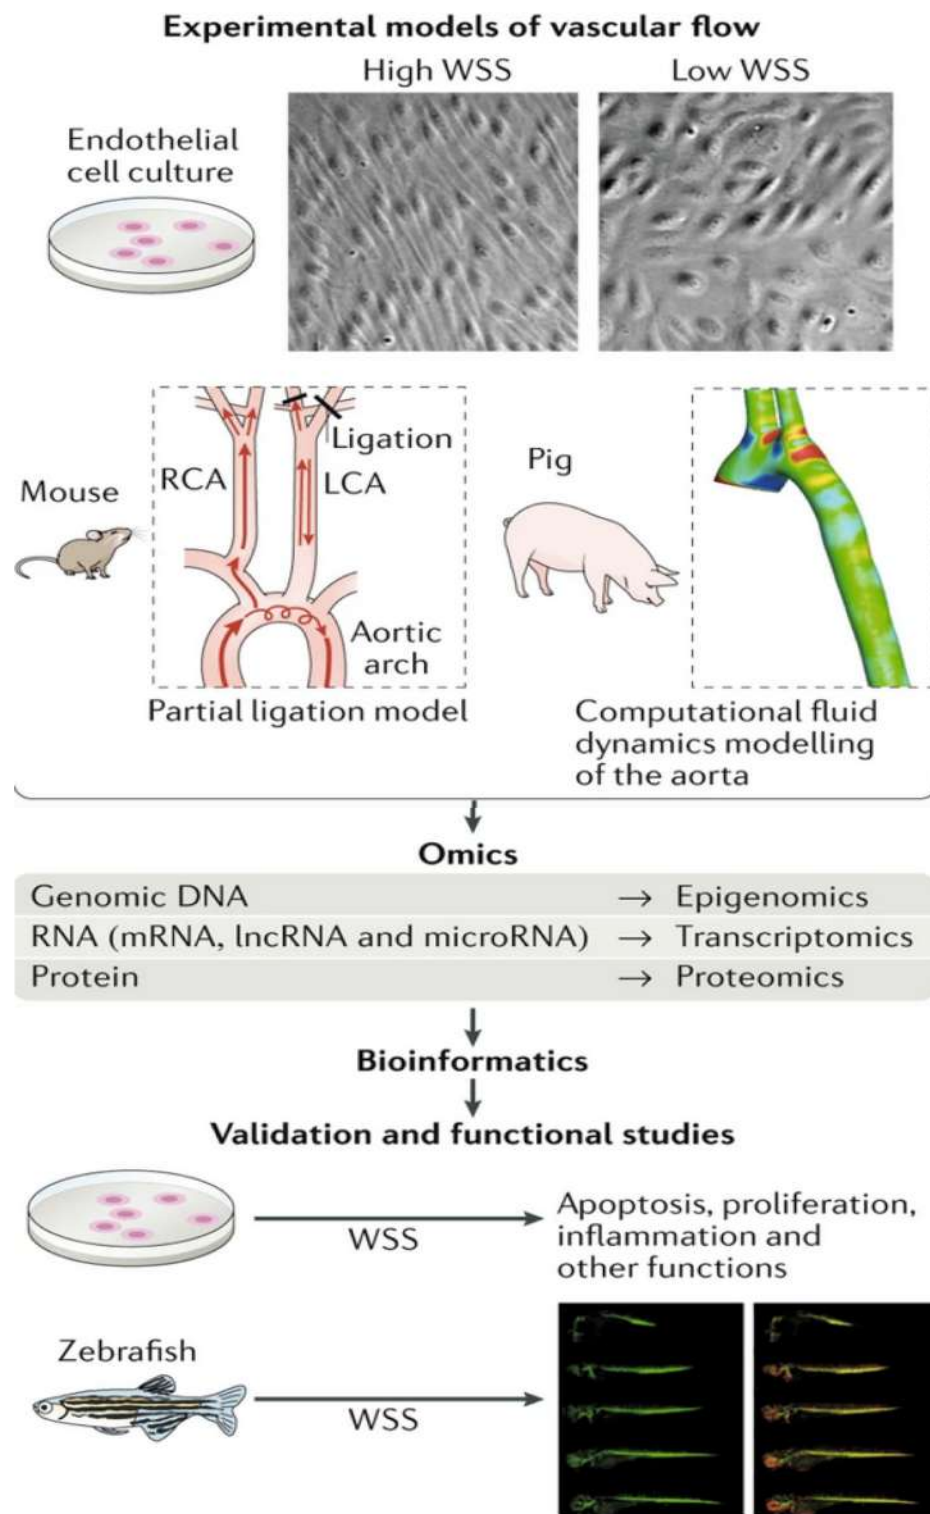 Experimental models of vascular flow
High WSS
Low WSS
Endothelial
cell culture
Mouse
RCA
LCA
Ligation
Aortic
arch
Partial ligation model
Pig
Computational fluid
dynamics modelling
of the aorta
Omics
Genomic DNA → Epigenomics
RNA (mRNA, lncRNA and microRNA) → Transcriptomics
Protein → Proteomics
Bioinformatics
Validation and functional studies
WSS
Apoptosis, proliferation,
inflammation and
other functions
Zebrafish
WSS